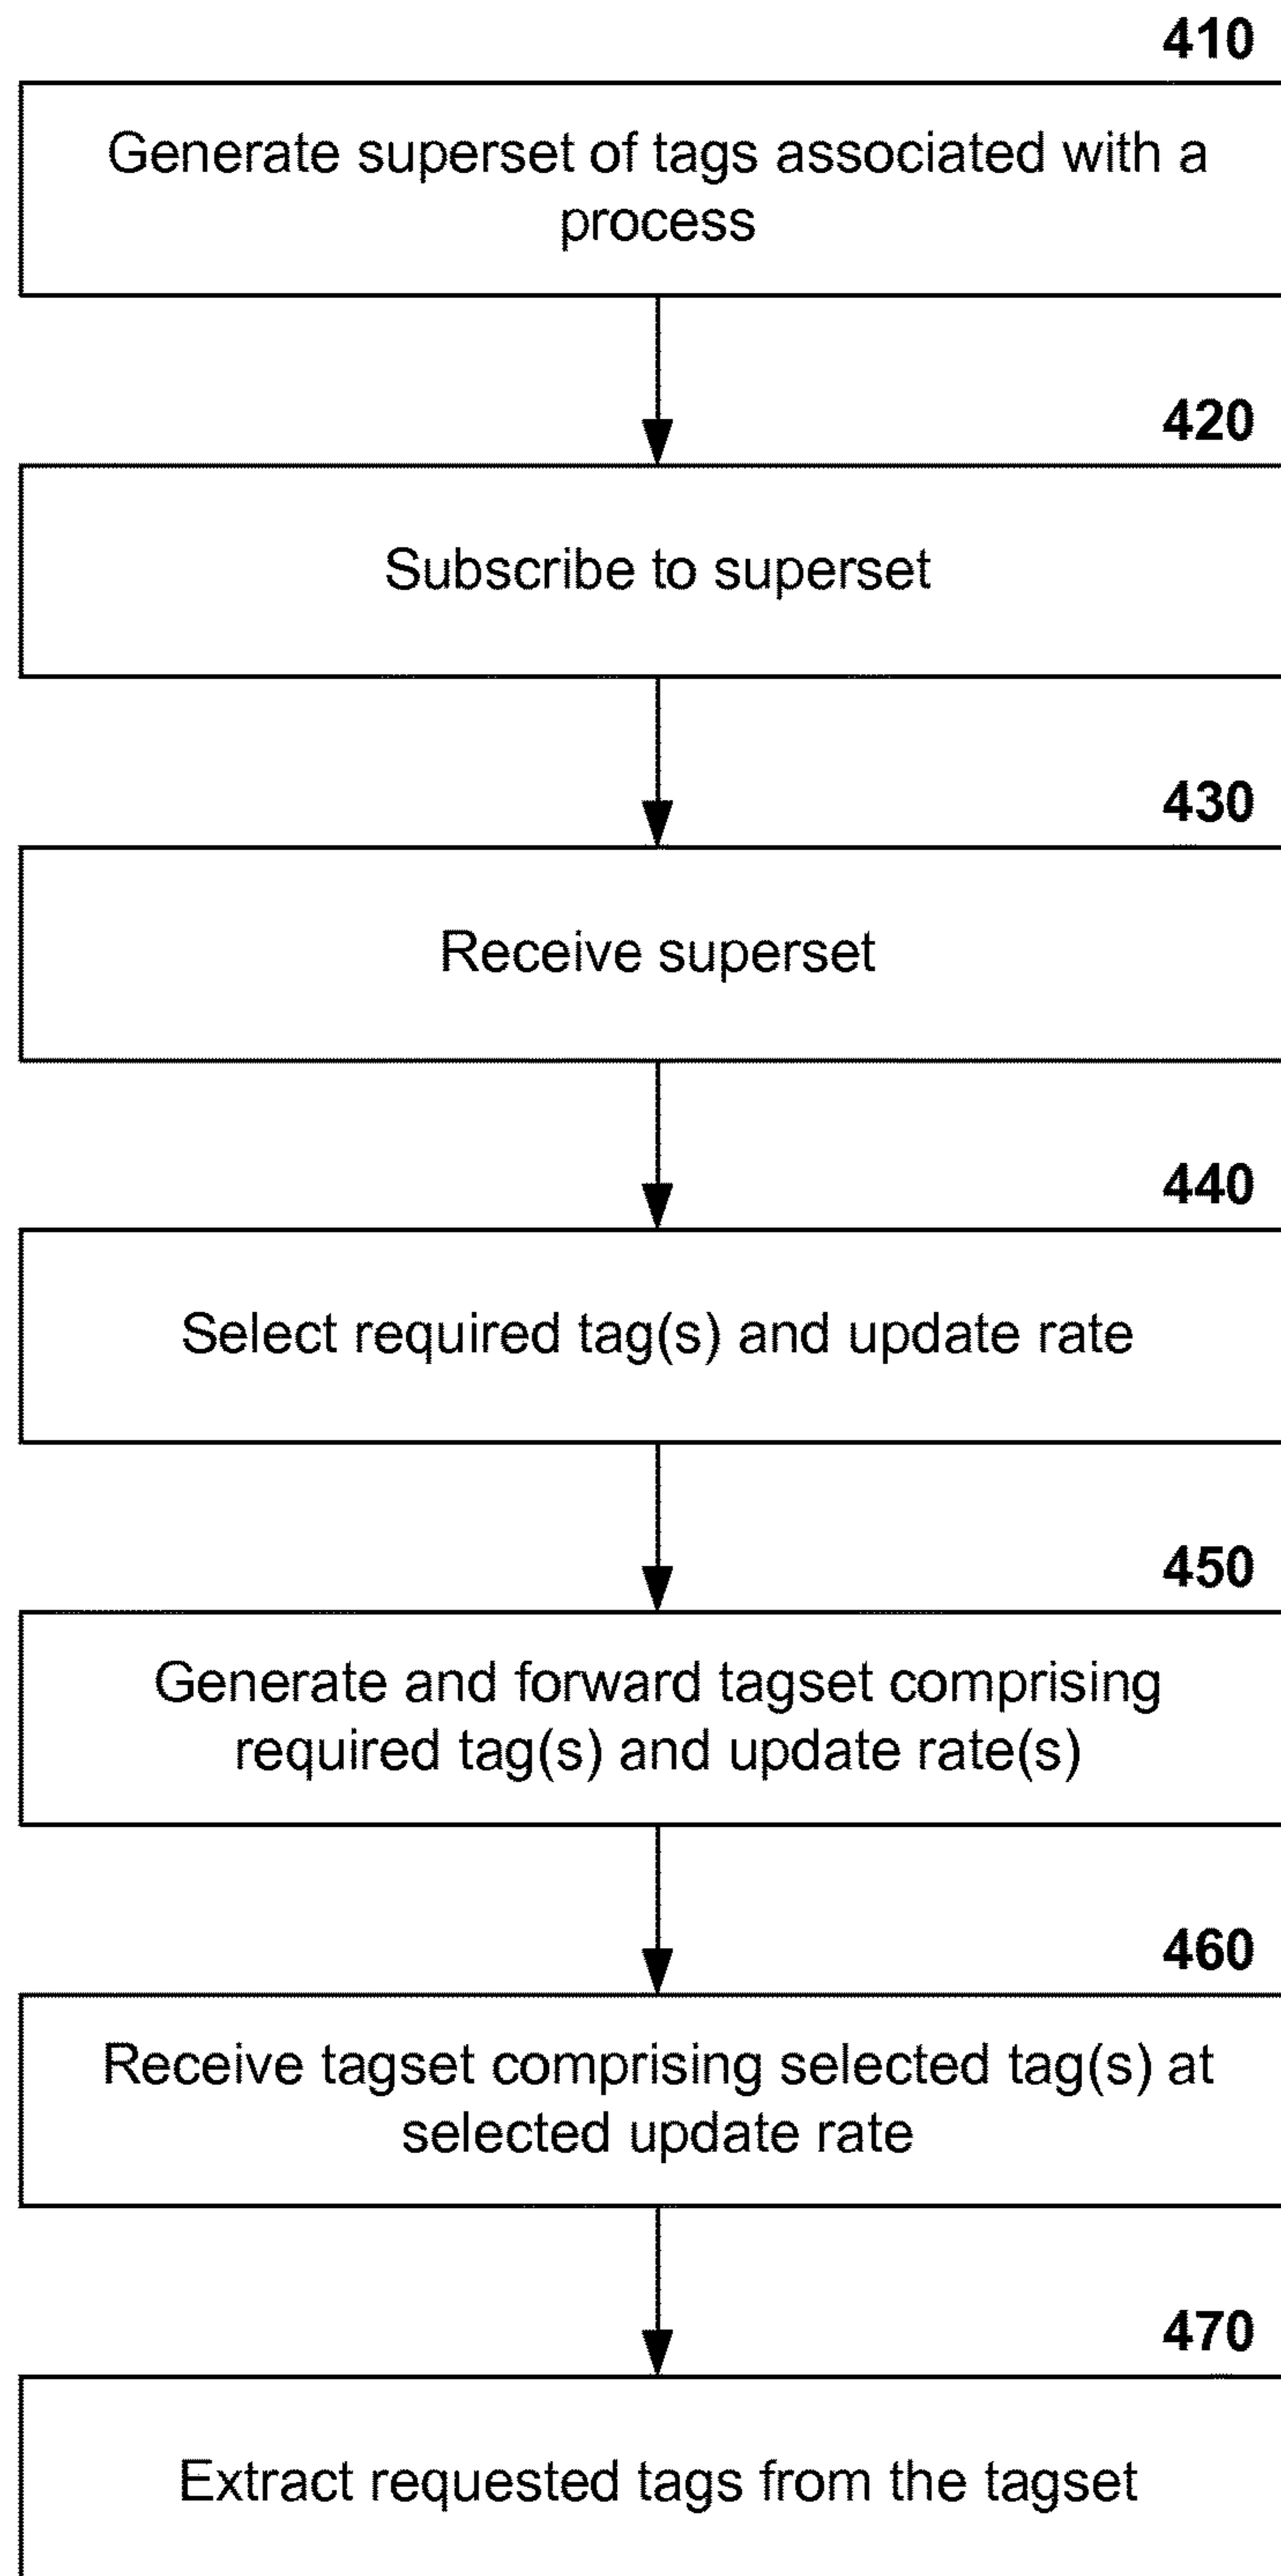 410
Generate superset of tags associated with a
process
420
Subscribe to superset
430
Receive superset
440
Select required tag(s) and update rate
450
Generate and forward tagset comprising
required tag(s) and update rate(s)
460
Receive tagset comprising selected tag(s) at
selected update rate
470
Extract requested tags from the tagset